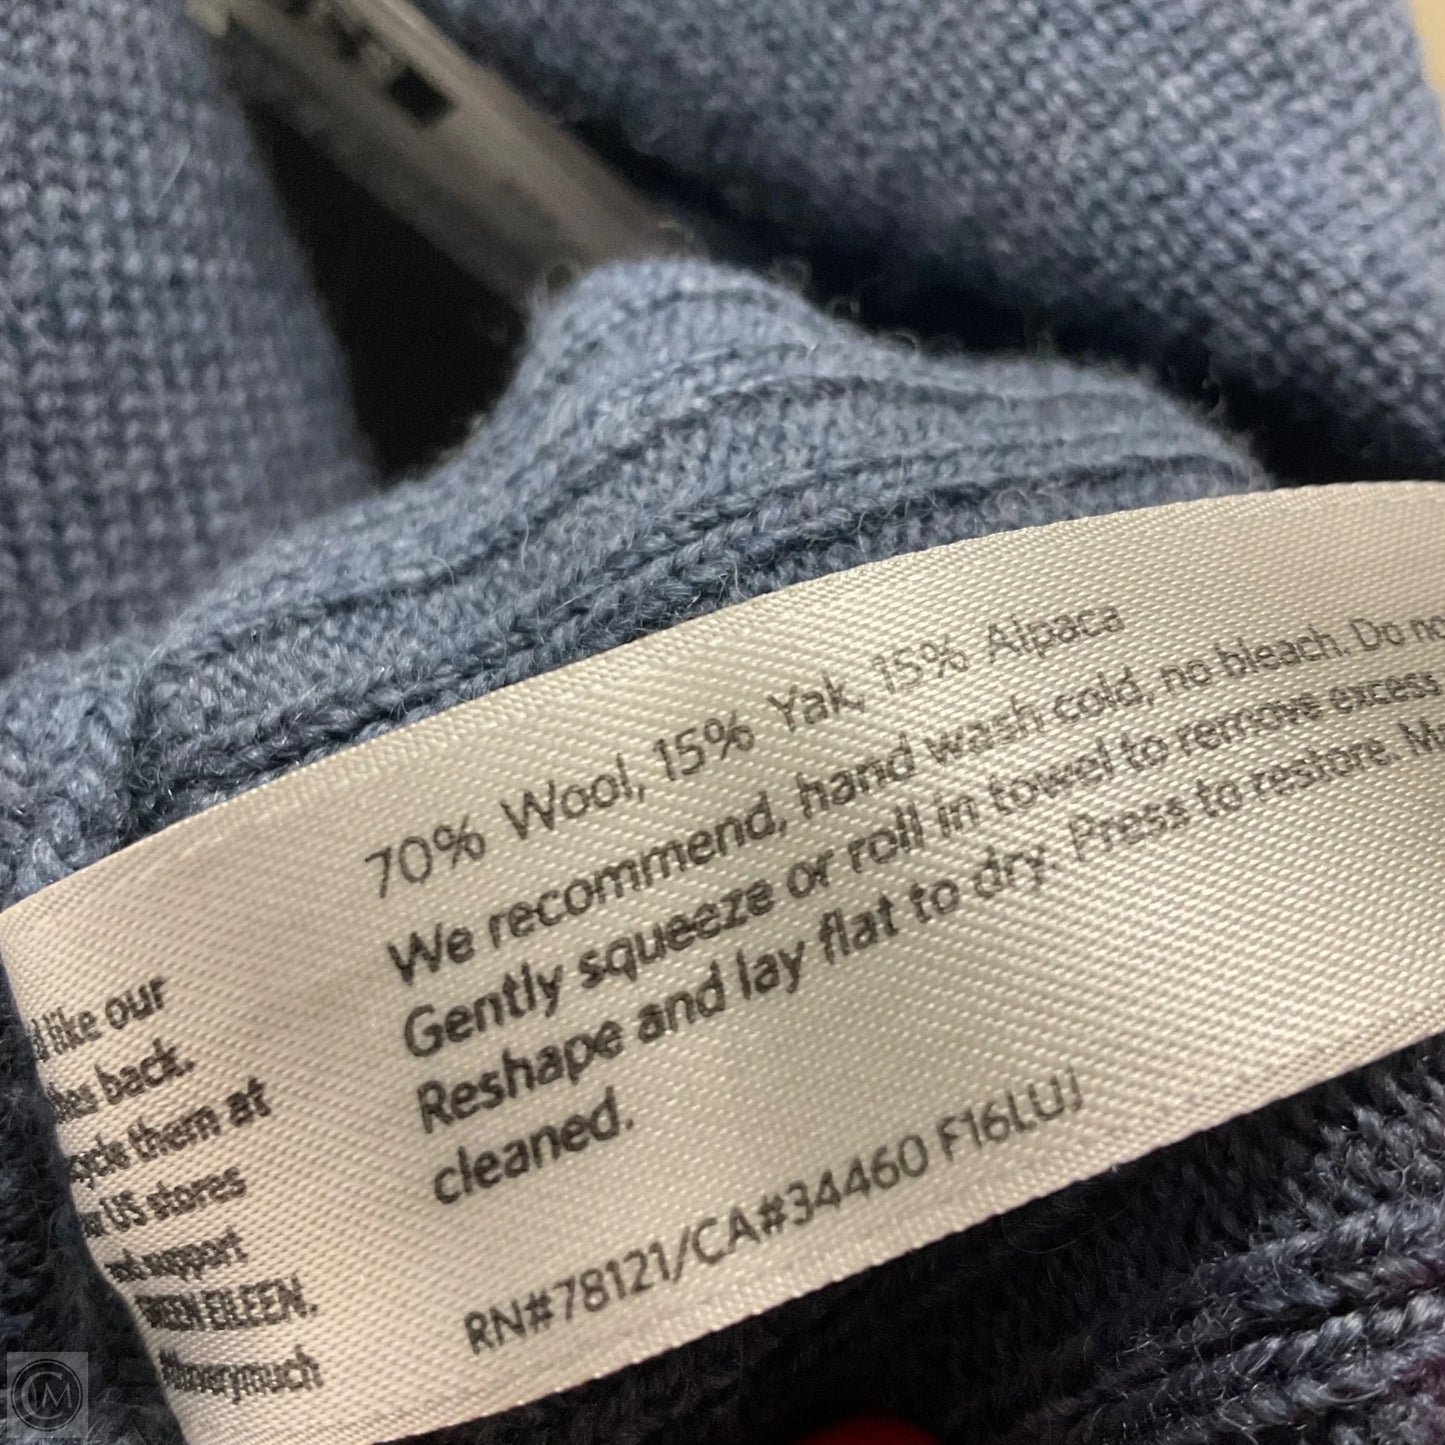 70% Wool, 15% Yak, 15% Alpaca
We recommend, hand wash cold, no bleach. Do
Gently squeeze or roll in towel to remove excess
Reshape and lay flat to dry. Press to restore.
cleaned.
RN#78121/CA#34460 F16LUJ
like our
back.
them at
US stores
support
GREEN EILEEN.